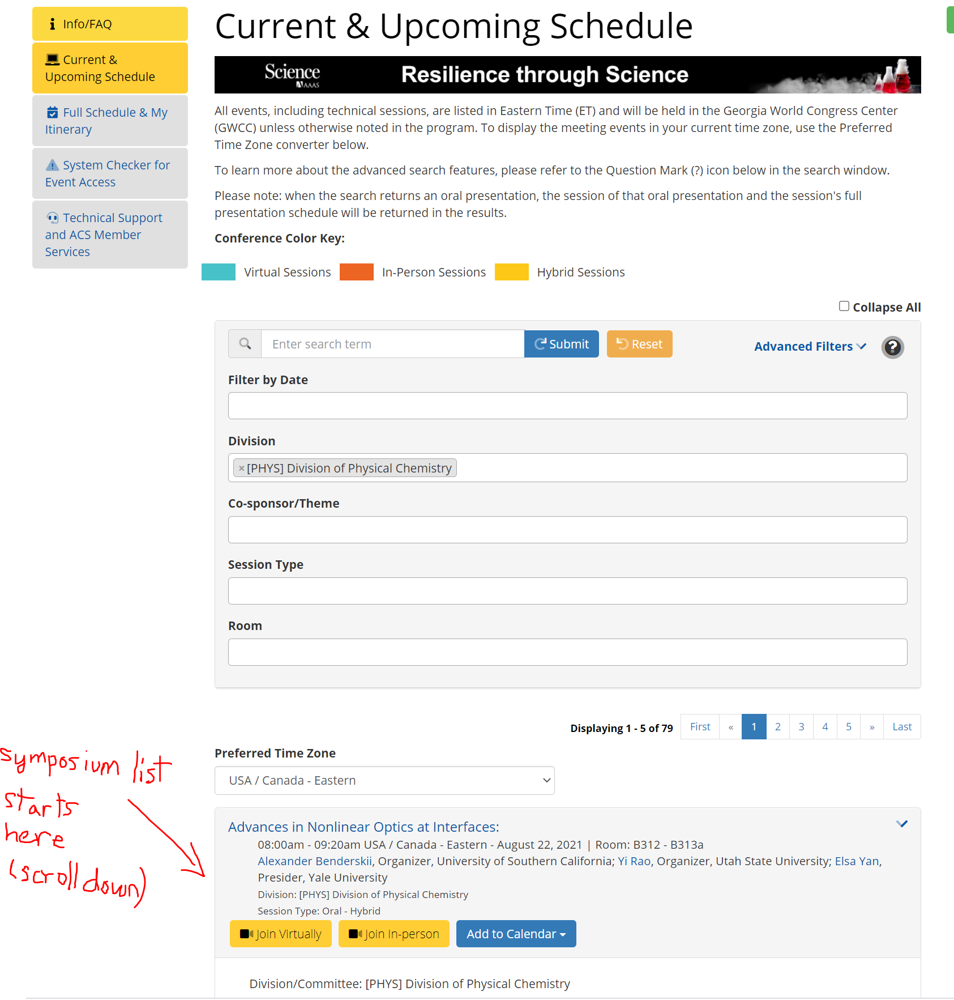 Info/FAQ
Current &
Upcoming Schedule
Full Schedule & My
Itinerary
System Checker for
Event Access
Technical Support
and ACS Member
Services
Current & Upcoming Schedule
Science
AAAS
Resilience through Science
All events, including technical sessions, are listed in Eastern Time (ET) and will be held in the Georgia World Congress Center
(GWCC) unless otherwise noted in the program. To display the meeting events in your current time zone, use the Preferred
Time Zone converter below.
To learn more about the advanced search features, please refer to the Question Mark (?) icon below in the search window.
Please note: when the search returns an oral presentation, the session of that oral presentation and the session's full
presentation schedule will be returned in the results.
Conference Color Key:
Virtual Sessions In-Person Sessions Hybrid Sessions
Collapse All
Enter search term Submit Reset Advanced Filters ?
Filter by Date
Division
×[PHYS] Division of Physical Chemistry
Co-sponsor/Theme
Session Type
Room
Displaying 1 - 5 of 79 First « 1 2 3 4 5 » Last
Preferred Time Zone
USA / Canada - Eastern
symposium list
starts
here
(scroll down)
Advances in Nonlinear Optics at Interfaces:
08:00am - 09:20am USA / Canada - Eastern - August 22, 2021 | Room: B312 - B313a
Alexander Benderskii, Organizer, University of Southern California; Yi Rao, Organizer, Utah State University; Elsa Yan,
Presider, Yale University
Division: [PHYS] Division of Physical Chemistry
Session Type: Oral - Hybrid
Join Virtually Join In-person Add to Calendar
Division/Committee: [PHYS] Division of Physical Chemistry